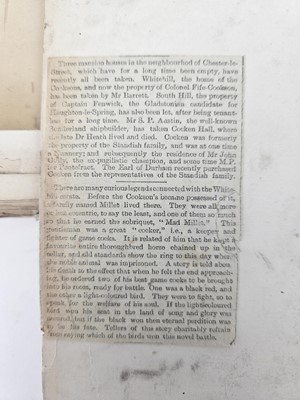 Three mansion houses in the neighbourhood of Chester-le-
Street, which have for a long time been empty, have
recently all been taken. Whitehill, the house of the
Cooksons, and now the property of Colonel Fife-Cookson,
has been taken by Mr Barrett. South Hill, the property
of Captain Fenwick, the Gladstonian candidate for
Houghton-le-Spring, has also been let, after being tenant-
less for a long time. Mr S. P. Austin, the well-known
Sunderland shipbuilder, has taken Cocken Hall, where
the late Dr Heath lived and died. Cocken was formerly
the property of the Standish family, and was at one time
a Nunnery; and subsequently the residence of Mr John
Gully, the ex-pugilistic champion, and some time M.P.
for Pontefract. The Earl of Durham recently purchased
Cocken from the representatives of the Standish family.
There are many curious legends connected with the White-
hill estate. Before the Cookson's became possessed of it,
a family named Millot lived there. They were all more
or less eccentric, to say the least, and one of them so much
so that he earned the sobriquet, "Mad Millot." This
gentleman was a great "cocker," i.e., a keeper and
fighter of game cocks. It is related of him that he kept a
favourite entire thoroughbred horse chained up in the
cellar, and old standards show the ring to this day when
the noble animal was imprisoned. A story is told about
his death to the effect that when he felt the end approach-
ing, he ordered two of his best game cocks to be brought
into his room, ready for battle. One was a black red, and
the other a light-coloured bird. They were to fight, so to
speak, for the welfare of his soul. If the light-coloured
bird won his seat in the land of song and glory was
secured, but if the black won then eternal perdition was
to be his fate. Tellers of this story charitably refrain
from saying which of the birds won this novel battle.